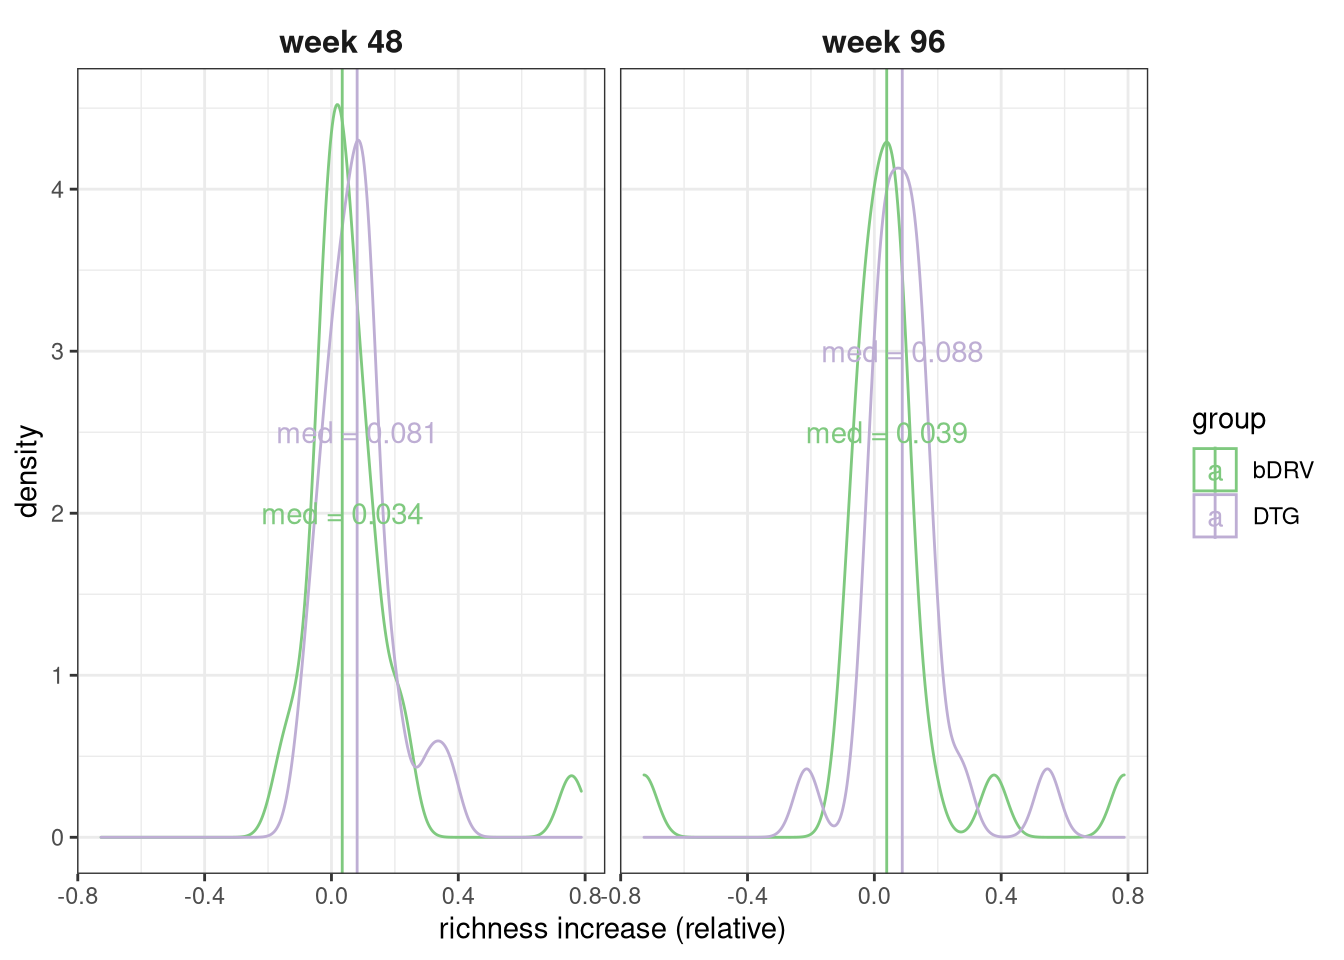 week 48
week 96
density
4
3
2
1
0
med = 0.081
med = 0.034
med = 0.088
med = 0.039
-0.8
-0.4
0.0
0.4
0.8
-0.8
-0.4
0.0
0.4
0.8
richness increase (relative)
group
a bDRV
a DTG